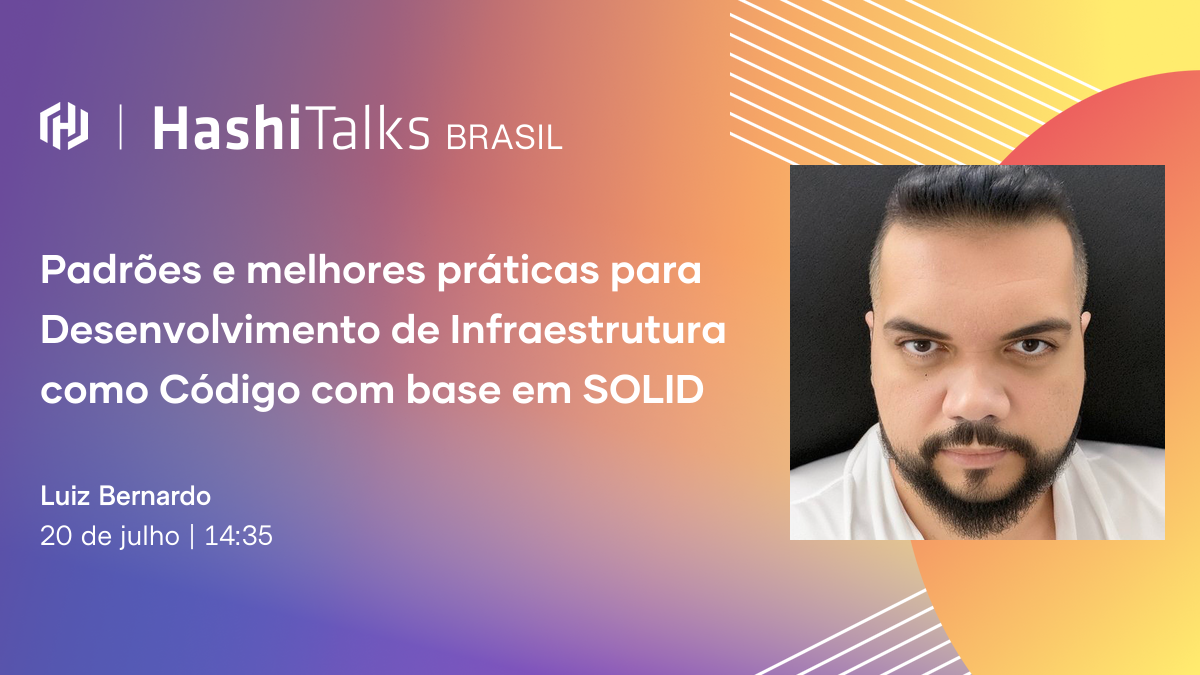 HashiTalks BRASIL
Padrões e melhores práticas para
Desenvolvimento de Infraestrutura
como Código com base em SOLID
Luiz Bernardo
20 de julho | 14:35